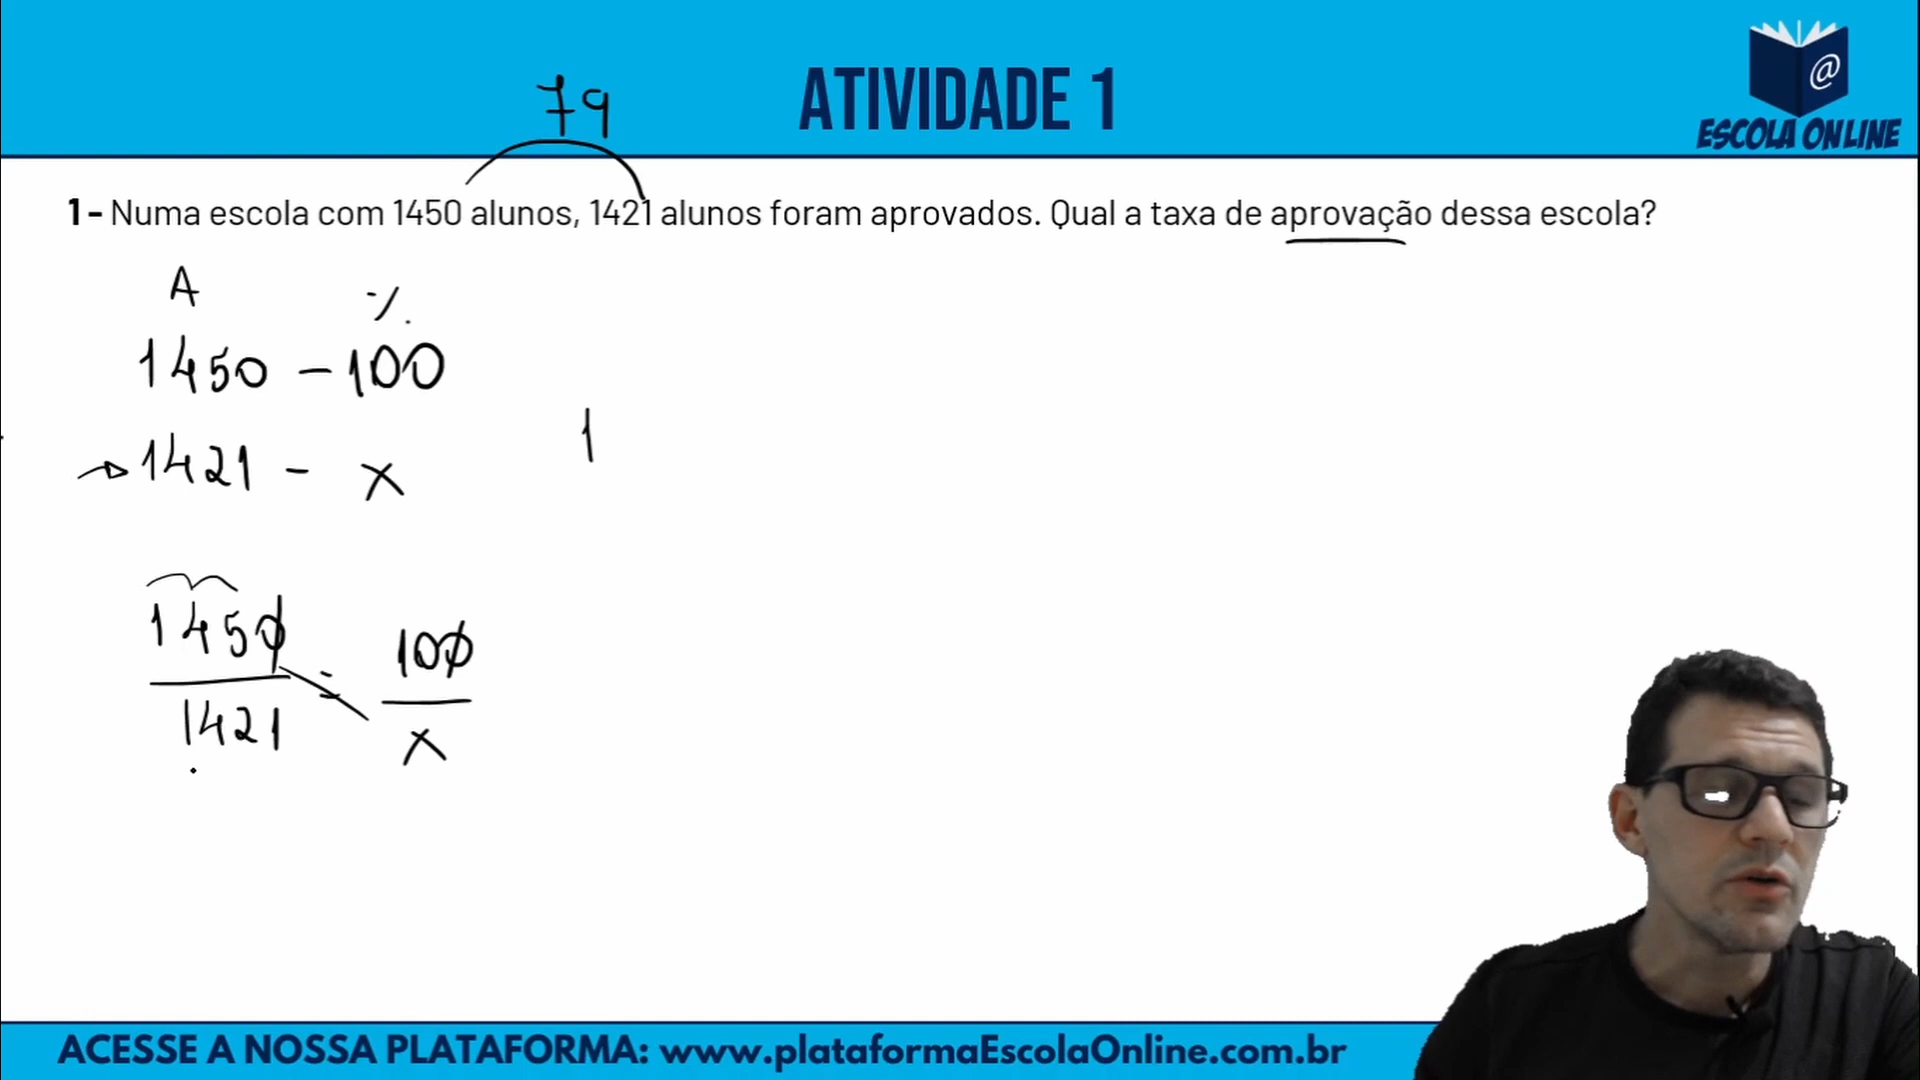 ATIVIDADE 1
@
ESCOLA ONLINE
79
1 - Numa escola com 1450 alunos, 1421 alunos foram aprovados. Qual a taxa de aprovação dessa escola?
A %
1450 - 100
1421 - x
1
1450 = 100
1421 x
ACESSE A NOSSA PLATAFORMA: www.plataformaEscolaOnline.com.br